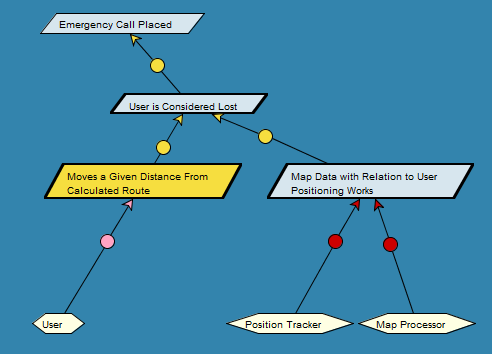 Emergency Call Placed
User is Considered Lost
Moves a Given Distance From
Calculated Route
Map Data with Relation to User
Positioning Works
User
Position Tracker
Map Processor